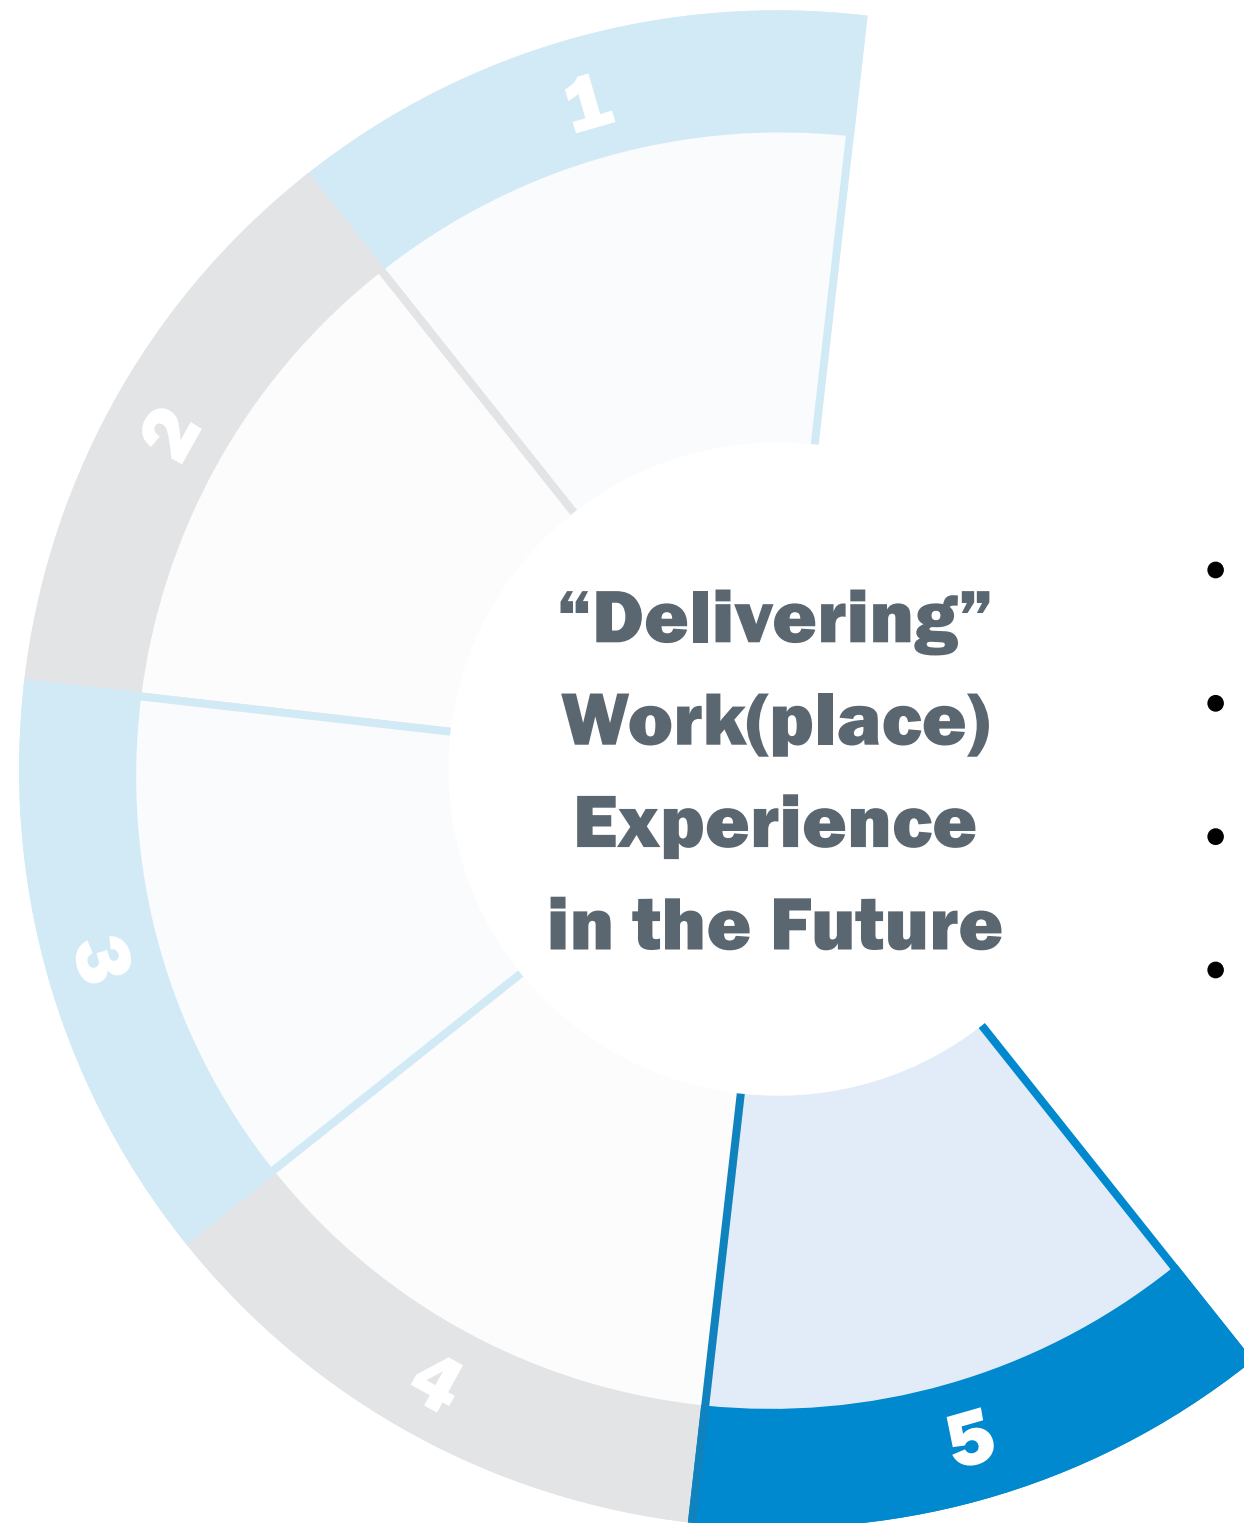 1
2
“Delivering”
Work(place)
Experience
in the Future
3
4
5